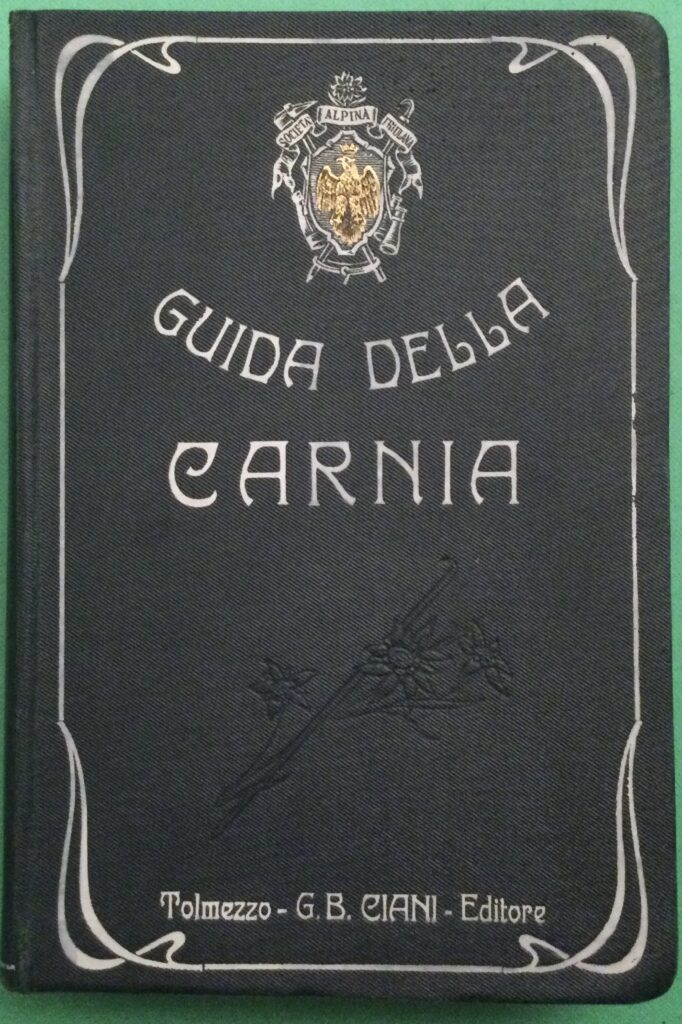 SOCIETÀ ALPINA FRIULANA
GUIDA DELLA
CARNIA
Tolmezzo - G. B. CIANI - Editore